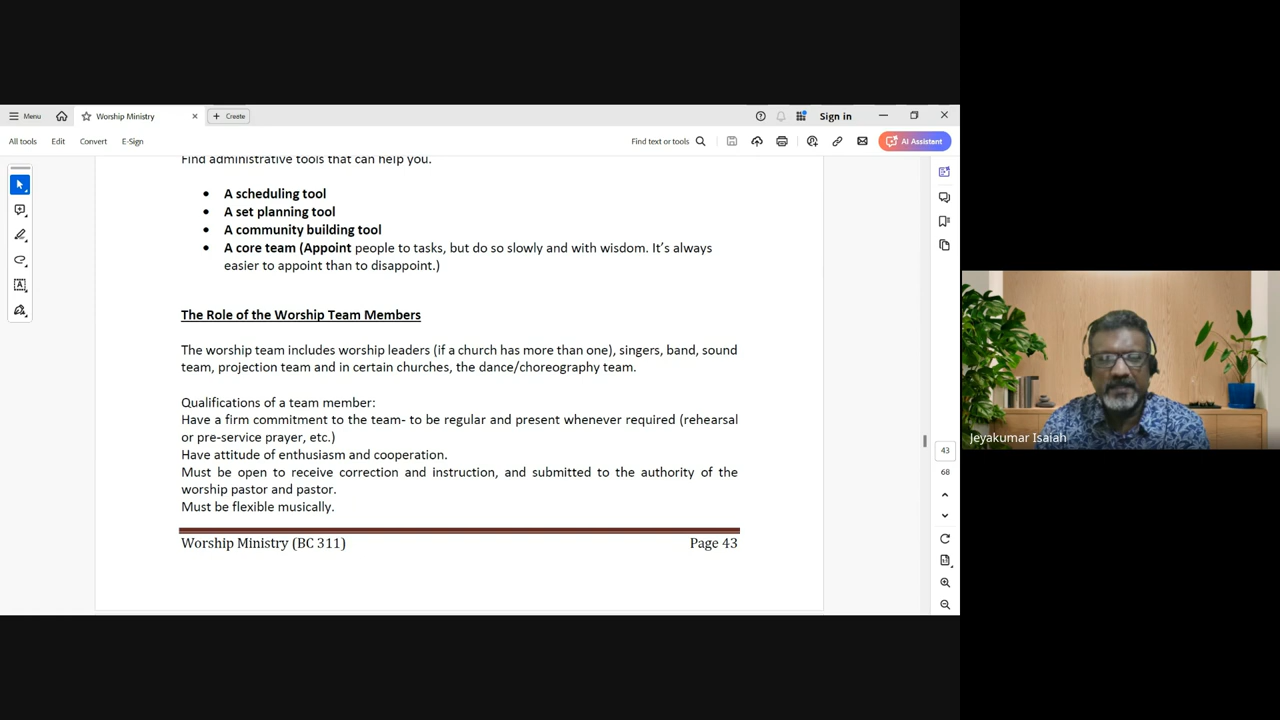 Menu
Worship Ministry
Create
Sign in
All tools
Edit
Convert
E-Sign
Find text or tools
AI Assistant
Find administrative tools that can help you.
• A scheduling tool
• A set planning tool
• A community building tool
• A core team (Appoint people to tasks, but do so slowly and with wisdom. It’s always
easier to appoint than to disappoint.)
The Role of the Worship Team Members
The worship team includes worship leaders (if a church has more than one), singers, band, sound
team, projection team and in certain churches, the dance/choreography team.
Qualifications of a team member:
Have a firm commitment to the team- to be regular and present whenever required (rehearsal
or pre-service prayer, etc.)
Have attitude of enthusiasm and cooperation.
Must be open to receive correction and instruction, and submitted to the authority of the
worship pastor and pastor.
Must be flexible musically.
Worship Ministry (BC 311)
Page 43
43
68
Jeyakumar Isaiah